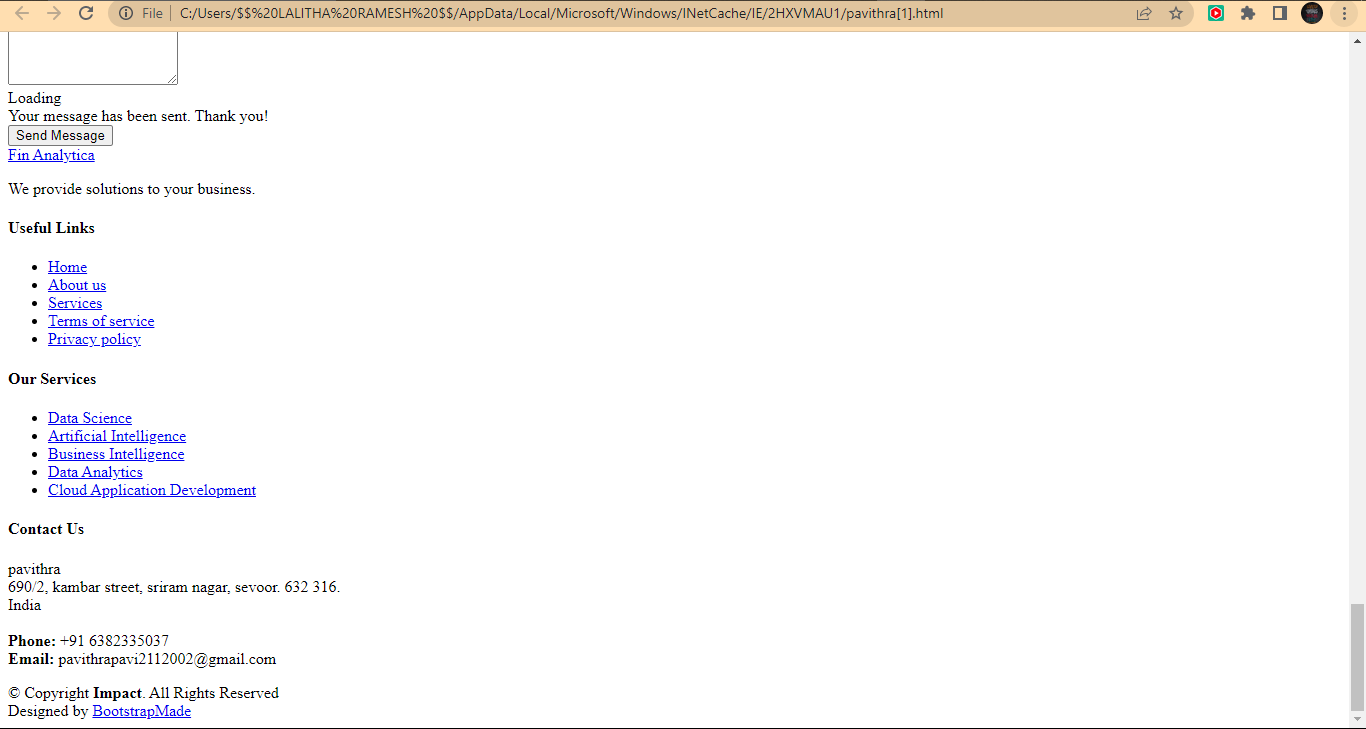 File
C:/Users/$$%20LALITHA%20RAMESH%20$$/AppData/Local/Microsoft/Windows/INetCache/IE/2HXVMAU1/pavithra[1].html
Loading
Your message has been sent. Thank you!
Send Message
Fin Analytica
We provide solutions to your business.
Useful Links
Home
About us
Services
Terms of service
Privacy policy
Our Services
Data Science
Artificial Intelligence
Business Intelligence
Data Analytics
Cloud Application Development
Contact Us
pavithra
690/2, kambar street, sriram nagar, sevoor. 632 316.
India
Phone: +91 6382335037
Email: pavithrapavi2112002@gmail.com
© Copyright Impact. All Rights Reserved
Designed by BootstrapMade